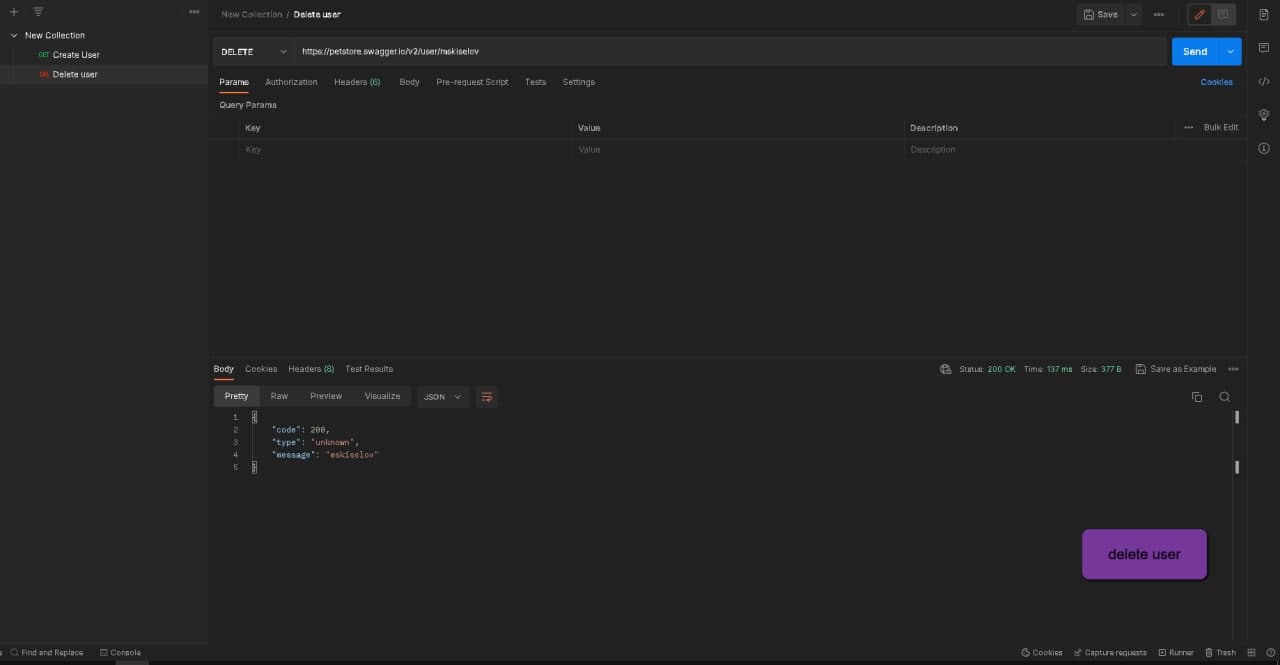 New Collection / Delete user
Save
New Collection
GET Create User
DEL Delete user
DELETE
https://petstore.swagger.io/v2/user/mskiselov
Send
Params Authorization Headers (6) Body Pre-request Script Tests Settings
Cookies
Query Params
Key Value Description
Bulk Edit
Key Value Description
Body Cookies Headers (8) Test Results
Status: 200 OK Time: 137 ms Size: 377 B Save as Example
Pretty Raw Preview Visualize JSON
1 {
2 "code": 200,
3 "type": "unknown",
4 "message": "mskiselov"
5 }
delete user
Find and Replace Console
Cookies Capture requests Runner Trash